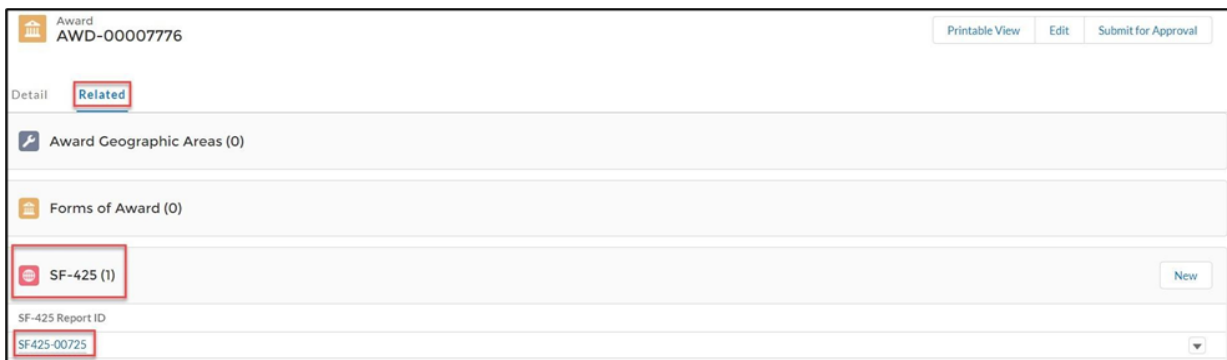 Award
AWD-00007776
Printable View Edit Submit for Approval
Detail Related
Award Geographic Areas (0)
Forms of Award (0)
SF-425 (1)
New
SF-425 Report ID
SF425-00725